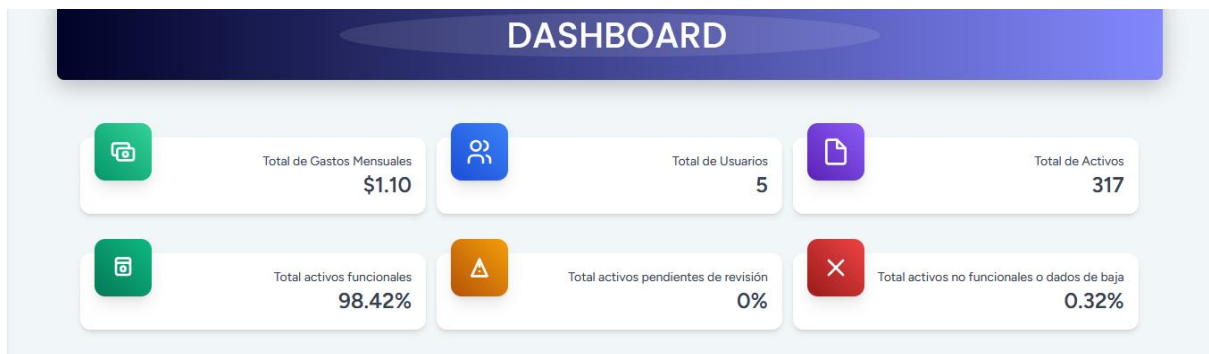 DASHBOARD
Total de Gastos Mensuales
$1.10
Total de Usuarios
5
Total de Activos
317
Total activos funcionales
98.42%
Total activos pendientes de revisión
0%
Total activos no funcionales o dados de baja
0.32%